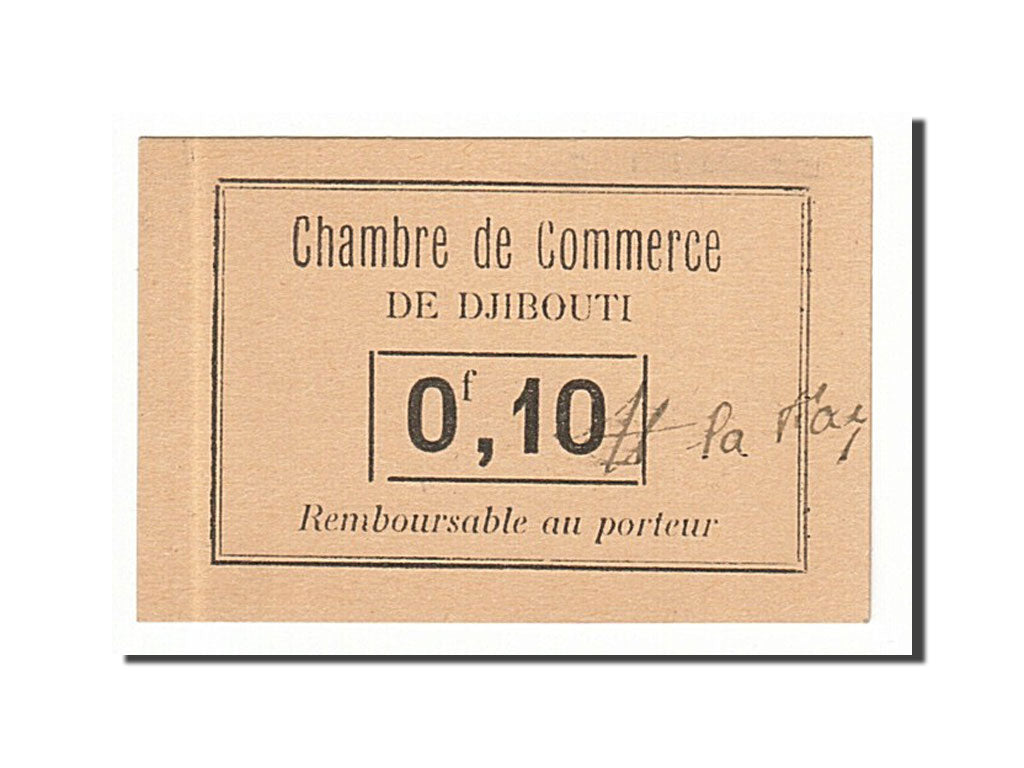 Chambre de Commerce
DE DJIBOUTI
0f,10
Remboursable au porteur